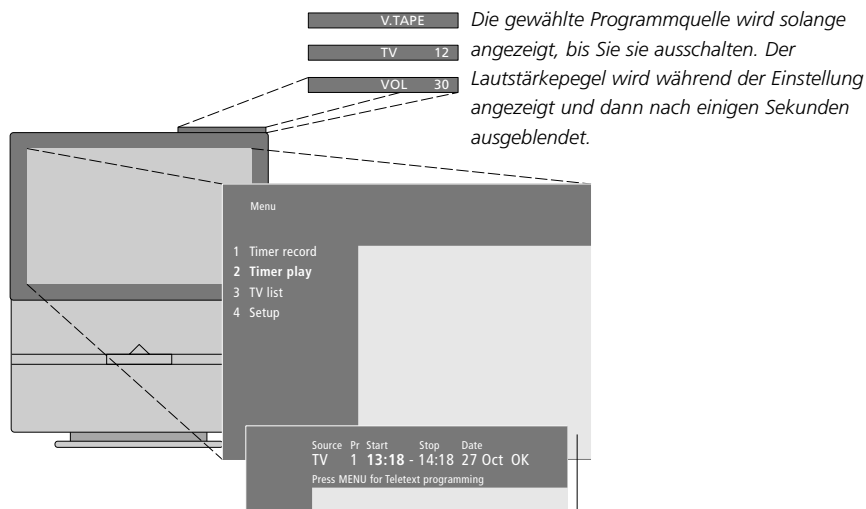 V.TAPE
TV 12
VOL 30
Die gewählte Programmquelle wird solange
angezeigt, bis Sie sie ausschalten. Der
Lautstärkepegel wird während der Einstellung
angezeigt und dann nach einigen Sekunden
ausgeblendet.
Menu
1 Timer record
2 Timer play
3 TV list
4 Setup
Source Pr Start Stop Date
TV 1 13:18 - 14:18 27 Oct OK
Press MENU for Teletext programming